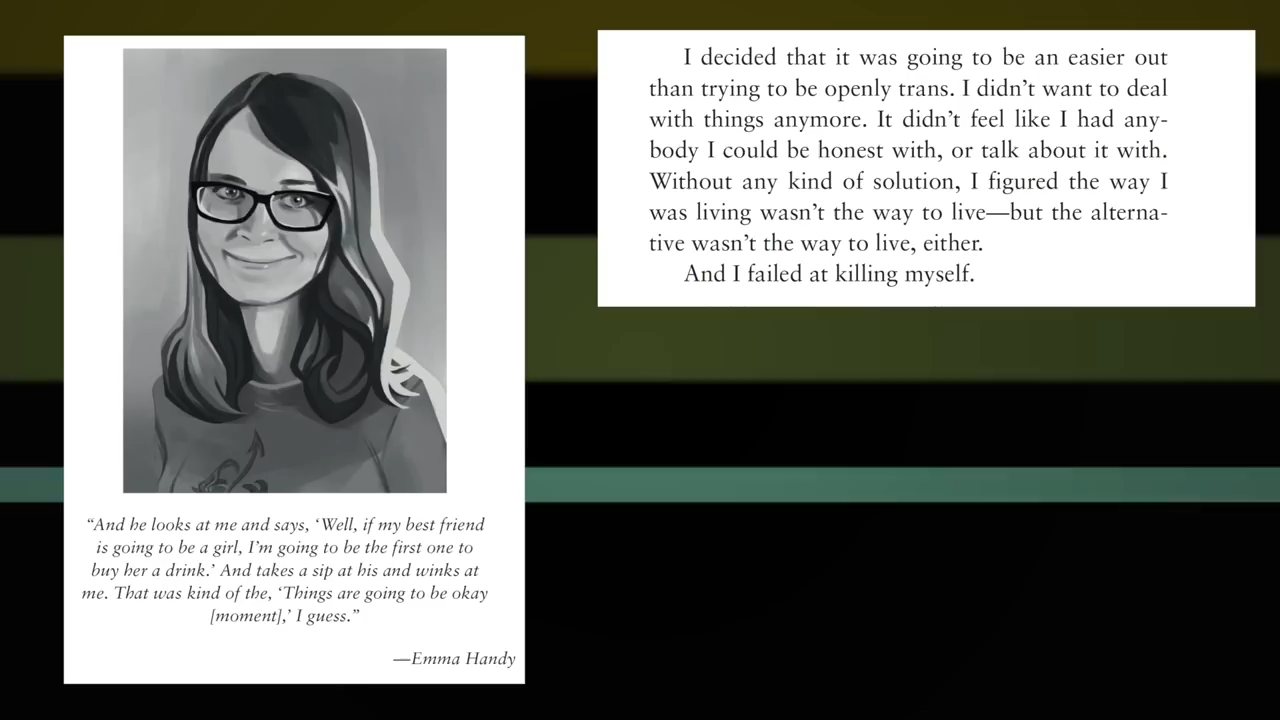 “And he looks at me and says, ‘Well, if my best friend
is going to be a girl, I’m going to be the first one to
buy her a drink.’ And takes a sip at his and winks at
me. That was kind of the, ‘Things are going to be okay
[moment],’ I guess.”
—Emma Handy
I decided that it was going to be an easier out
than trying to be openly trans. I didn’t want to deal
with things anymore. It didn’t feel like I had any-
body I could be honest with, or talk about it with.
Without any kind of solution, I figured the way I
was living wasn’t the way to live—but the alterna-
tive wasn’t the way to live, either.
And I failed at killing myself.